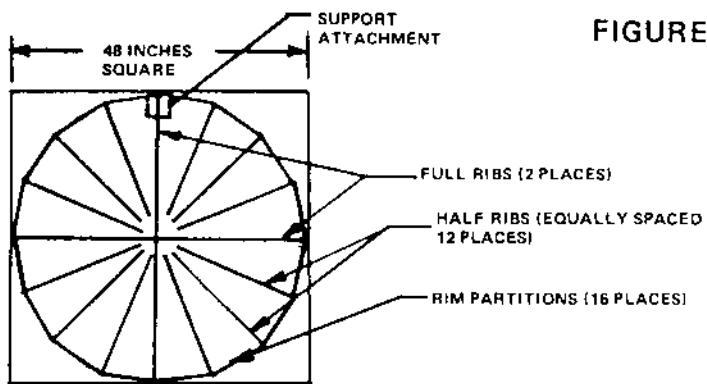 SUPPORT
ATTACHMENT
FIGURE
48 INCHES
SQUARE
FULL RIBS (2 PLACES)
HALF RIBS (EQUALLY SPACED
12 PLACES)
RIM PARTITIONS (16 PLACES)